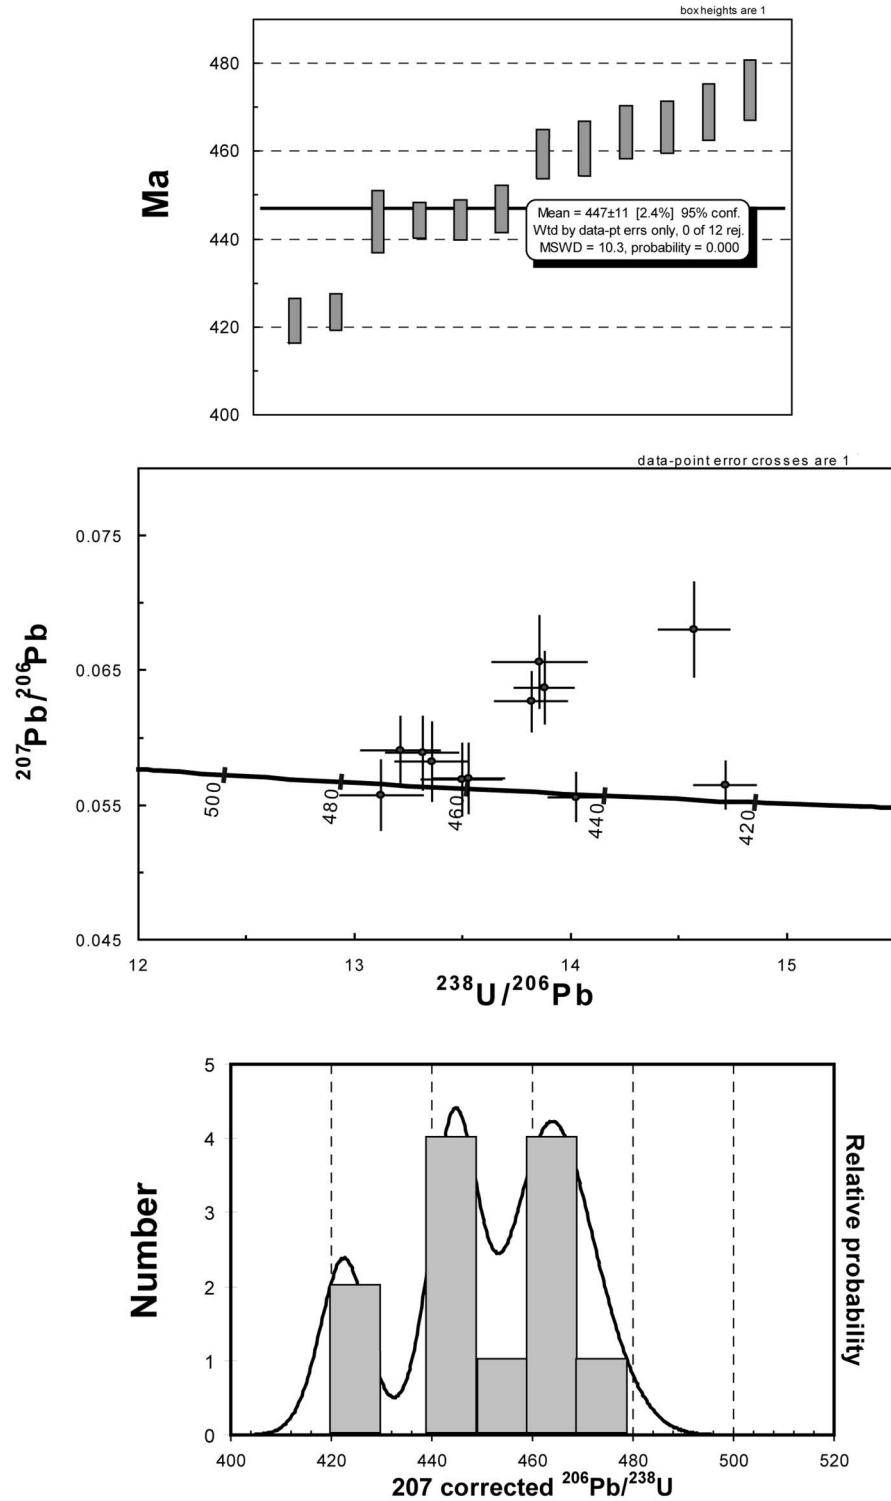 box heights are 1
480
460
440
420
400
Ma
Mean = 447±11 [2.4%] 95% conf.
Wtd by data-pt errs only, 0 of 12 rej.
MSWD = 10.3, probability = 0.000
data-point error crosses are 1
0.075
0.065
0.055
0.045
²⁰⁷Pb/²⁰⁶Pb
500
480
460
440
420
12
13
14
15
²³⁸U/²⁰⁶Pb
5
4
3
2
1
0
Number
Relative probability
400
420
440
460
480
500
520
207 corrected ²⁰⁶Pb/²³⁸U